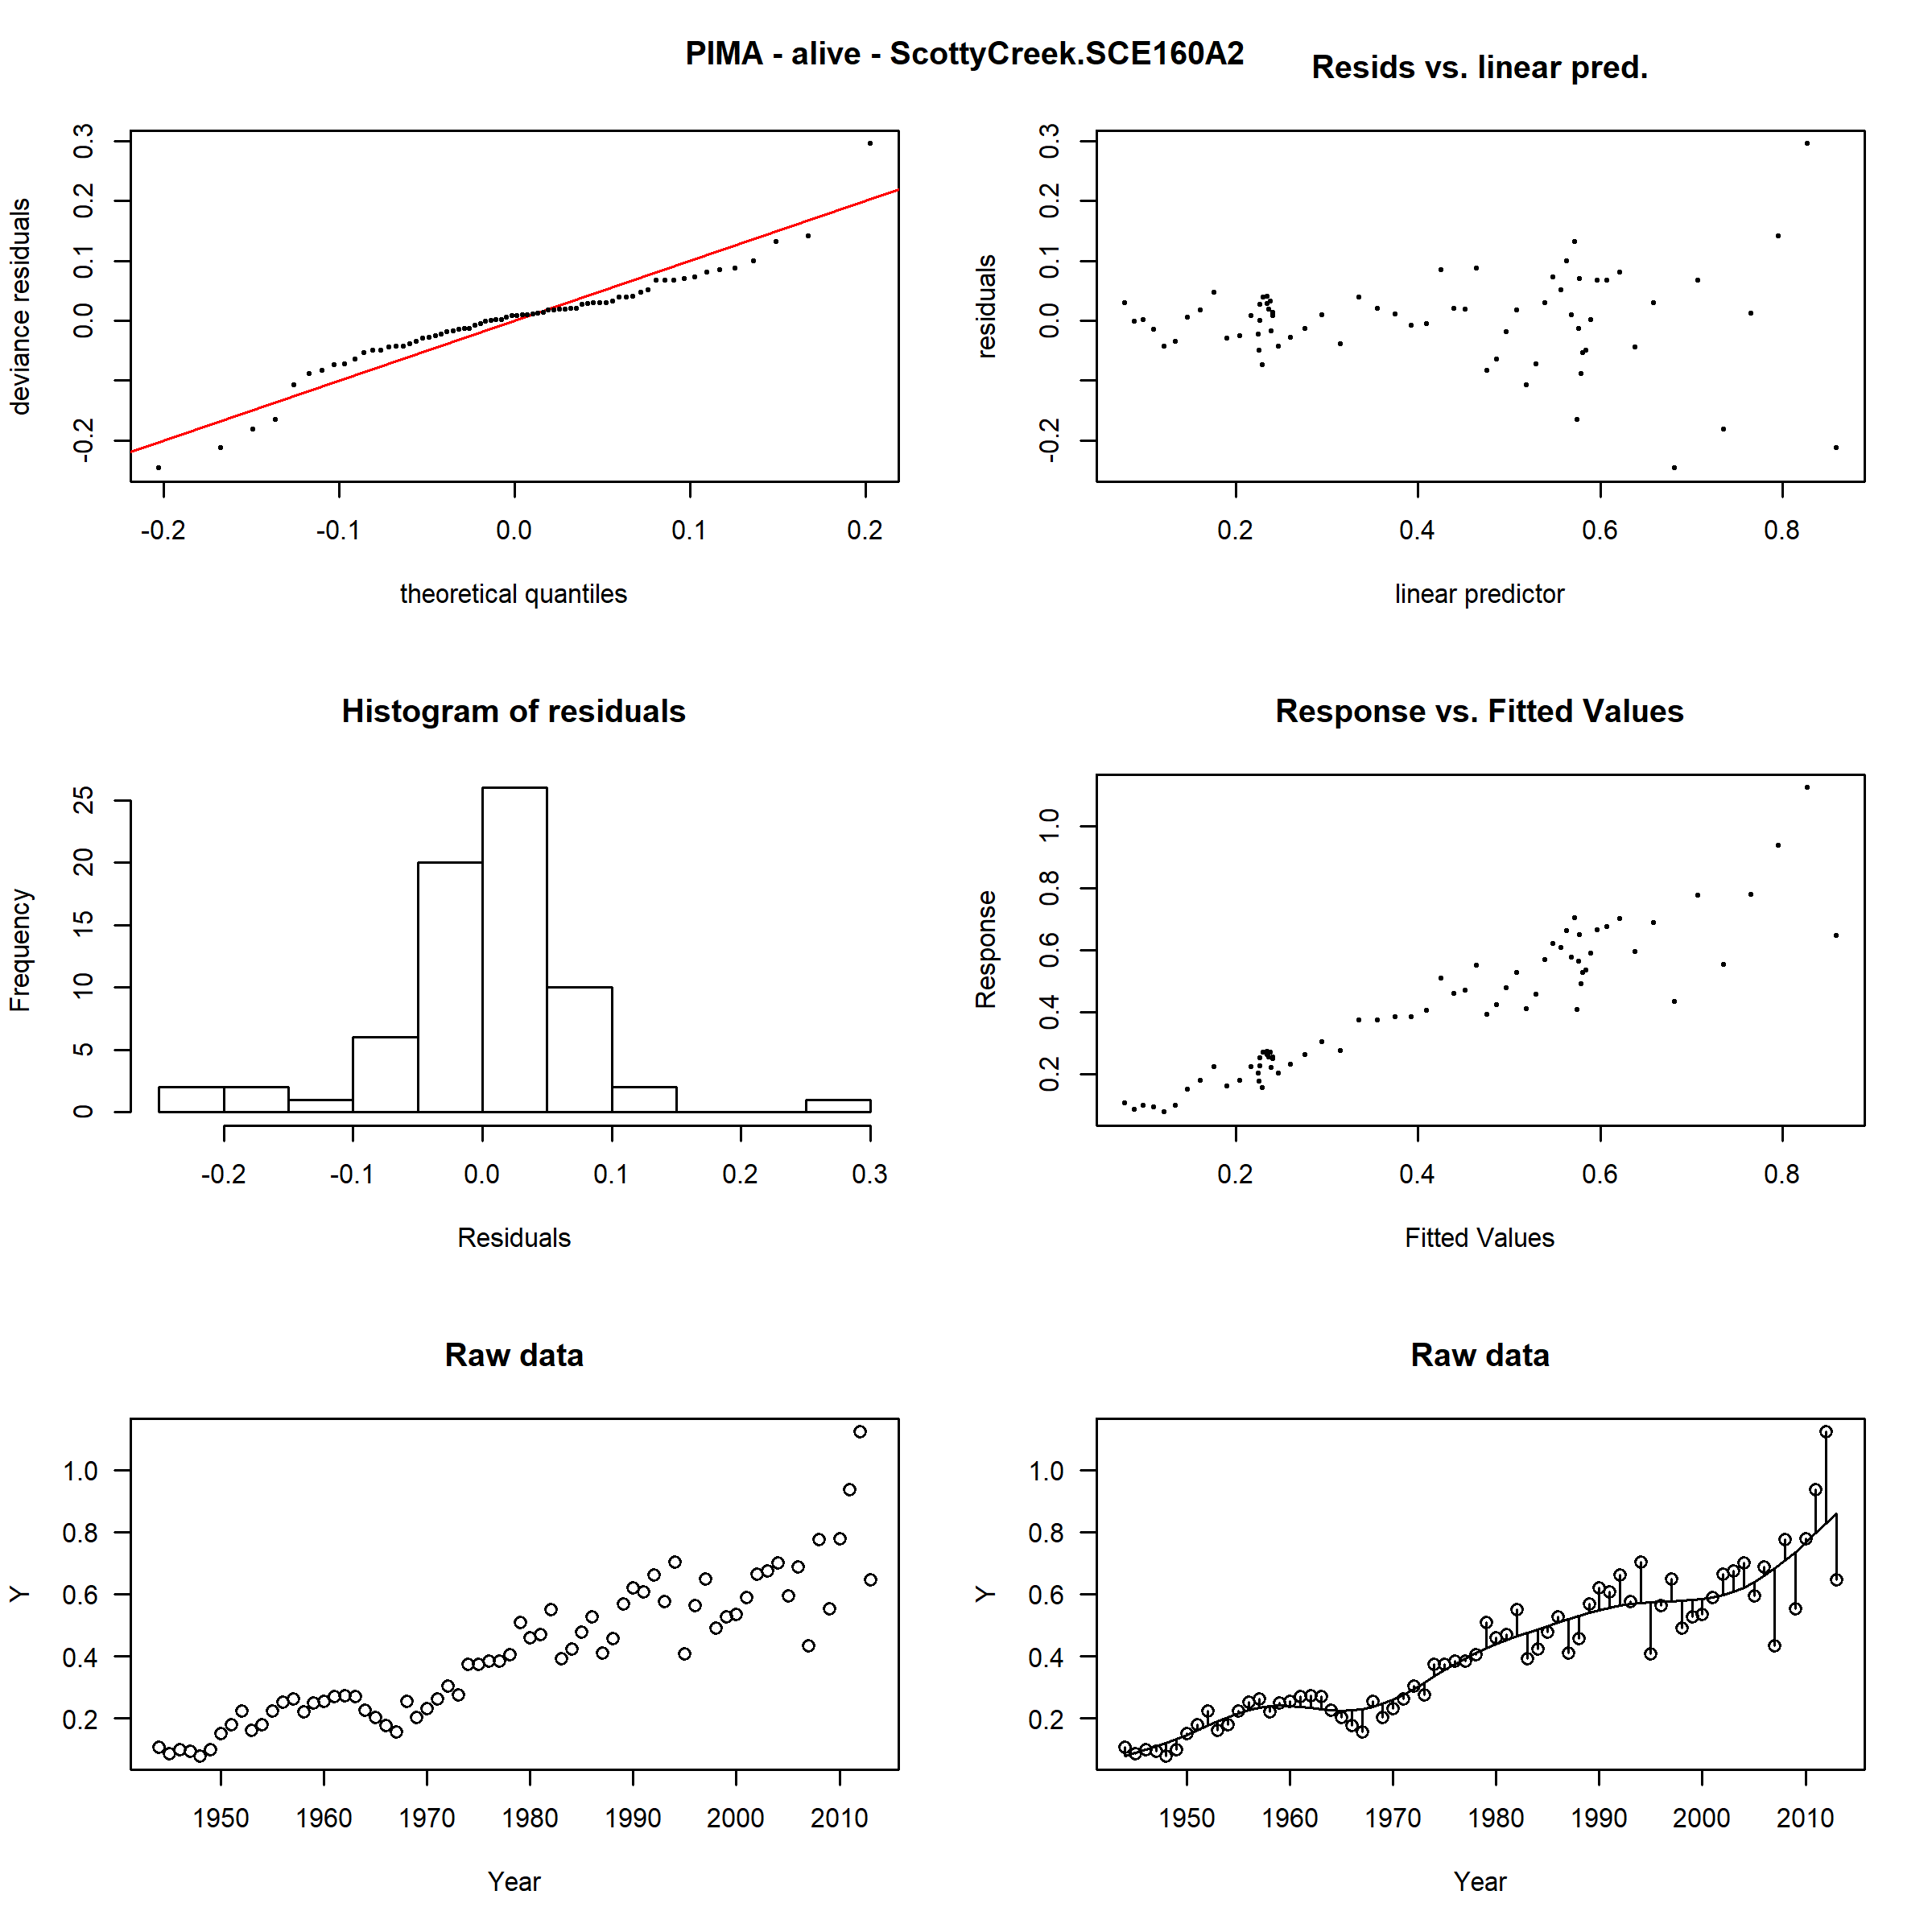 PIMA - alive - ScottyCreek.SCE160A2
Resids vs. linear pred.
deviance residuals
-0.2 0.0 0.1 0.2 0.3
-0.2 -0.1 0.0 0.1 0.2
theoretical quantiles
residuals
-0.2 0.0 0.1 0.2 0.3
0.2 0.4 0.6 0.8
linear predictor
Histogram of residuals
Frequency
0 5 10 15 20 25
-0.2 -0.1 0.0 0.1 0.2 0.3
Residuals
Response vs. Fitted Values
Response
0.2 0.4 0.6 0.8 1.0
0.2 0.4 0.6 0.8
Fitted Values
Raw data
Y
1.0
0.8
0.6
0.4
0.2
1950 1960 1970 1980 1990 2000 2010
Year
Raw data
Y
1.0
0.8
0.6
0.4
0.2
1950 1960 1970 1980 1990 2000 2010
Year